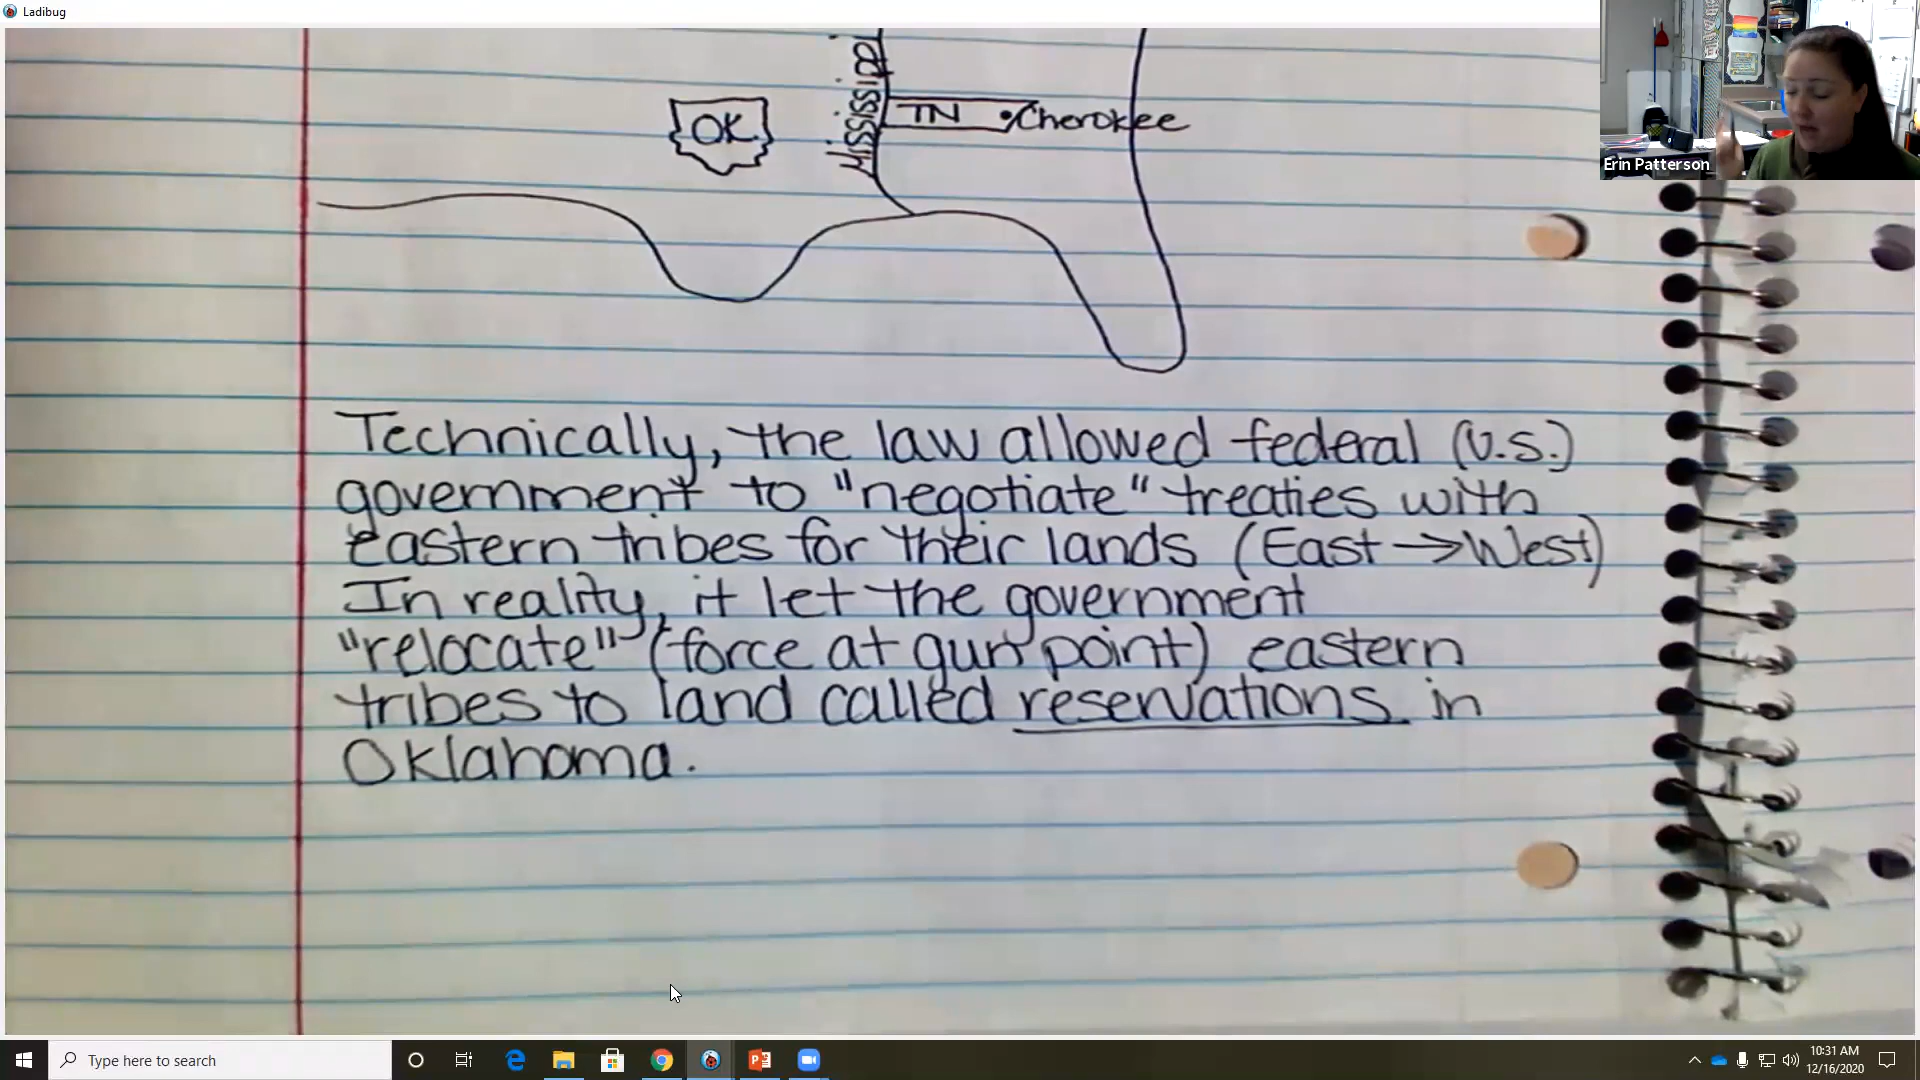 Ladibug
Mississippi
OK
TN •Cherokee
Erin Patterson
Technically, the law allowed federal (U.S.)
government to "negotiate" treaties with
eastern tribes for their lands (East →West)
In reality, it let the government
"relocate" (force at gun point) eastern
tribes to land called reservations in
Oklahoma.
Type here to search
10:31 AM
12/16/2020